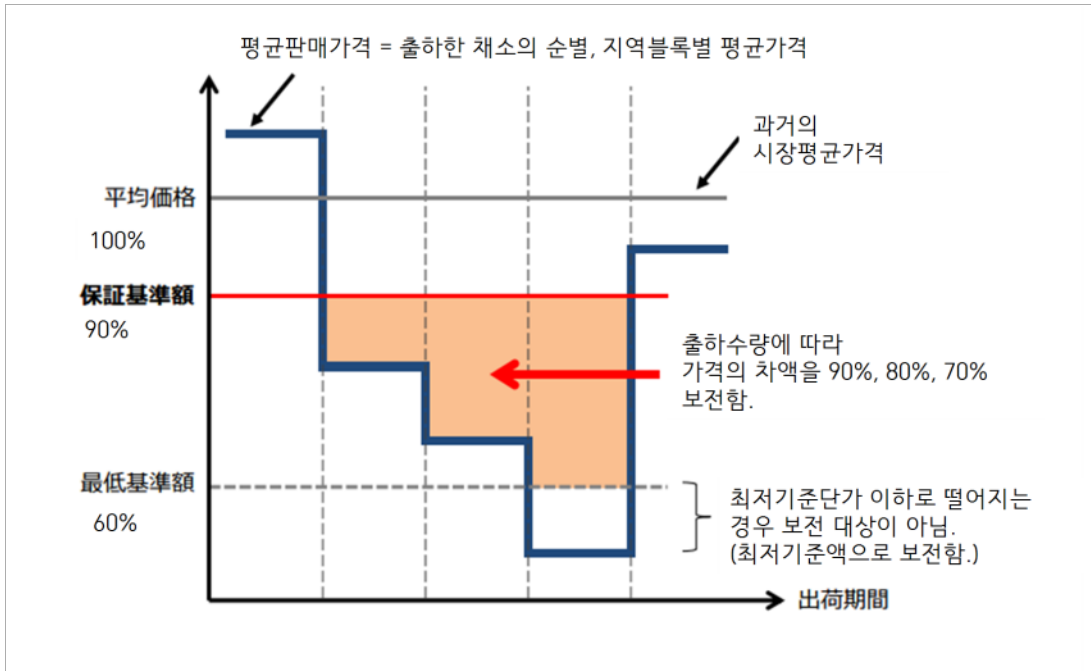 평균판매가격 = 출하한 채소의 순별, 지역블록별 평균가격
과거의
시장평균가격
平均価格
100%
保証基準額
90%
출하수량에 따라
가격의 차액을 90%, 80%, 70%
보전함.
最低基準額
60%
최저기준단가 이하로 떨어지는
경우 보전 대상이 아님.
(최저기준액으로 보전함.)
出荷期間